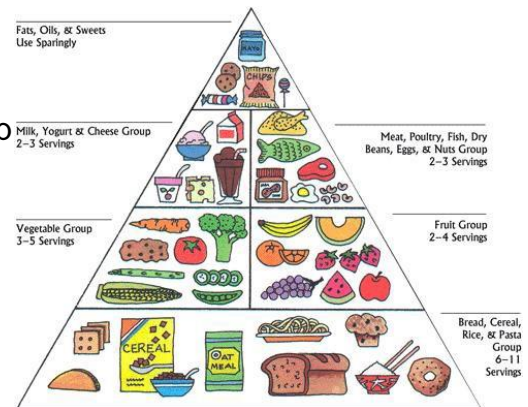 Fats, Oils, & Sweets
Use Sparingly
MAYO
CHIPS
o
Milk, Yogurt & Cheese Group
2–3 Servings
Meat, Poultry, Fish, Dry
Beans, Eggs, & Nuts Group
2–3 Servings
Vegetable Group
3–5 Servings
Fruit Group
2–4 Servings
Bread, Cereal,
Rice, & Pasta
Group
6–11
Servings
CEREAL
OAT
MEAL